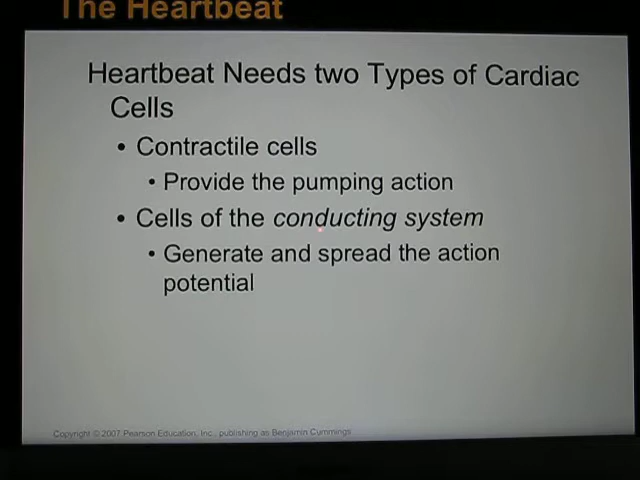 The Heartbeat
Heartbeat Needs two Types of Cardiac
Cells
• Contractile cells
• Provide the pumping action
• Cells of the conducting system
• Generate and spread the action
potential
Copyright © 2007 Pearson Education, Inc., publishing as Benjamin Cummings